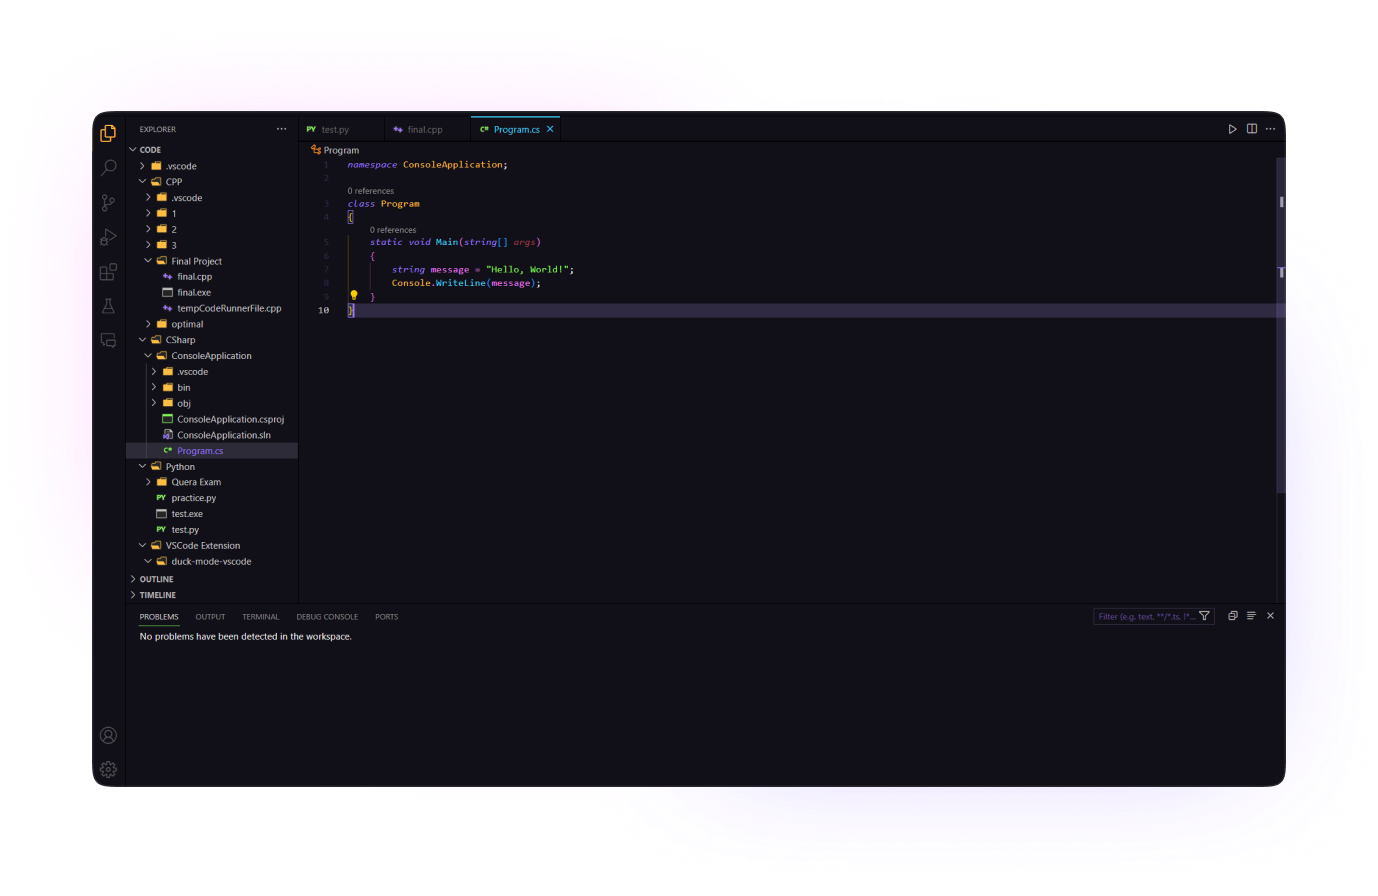 EXPLORER
CODE
.vscode
CPP
.vscode
1
2
3
Final Project
final.cpp
final.exe
tempCodeRunnerFile.cpp
optimal
CSharp
ConsoleApplication
.vscode
bin
obj
ConsoleApplication.csproj
ConsoleApplication.sln
C# Program.cs
Python
Quera Exam
PY practice.py
test.exe
PY test.py
VSCode Extension
duck-mode-vscode
OUTLINE
TIMELINE
PY test.py final.cpp C# Program.cs
Program
1 namespace ConsoleApplication;
2
0 references
3 class Program
4 {
0 references
5 static void Main(string[] args)
6 {
7 string message = "Hello, World!";
8 Console.WriteLine(message);
9 }
10 }
PROBLEMS OUTPUT TERMINAL DEBUG CONSOLE PORTS
Filter (e.g. text, **/*.ts, !*...
No problems have been detected in the workspace.